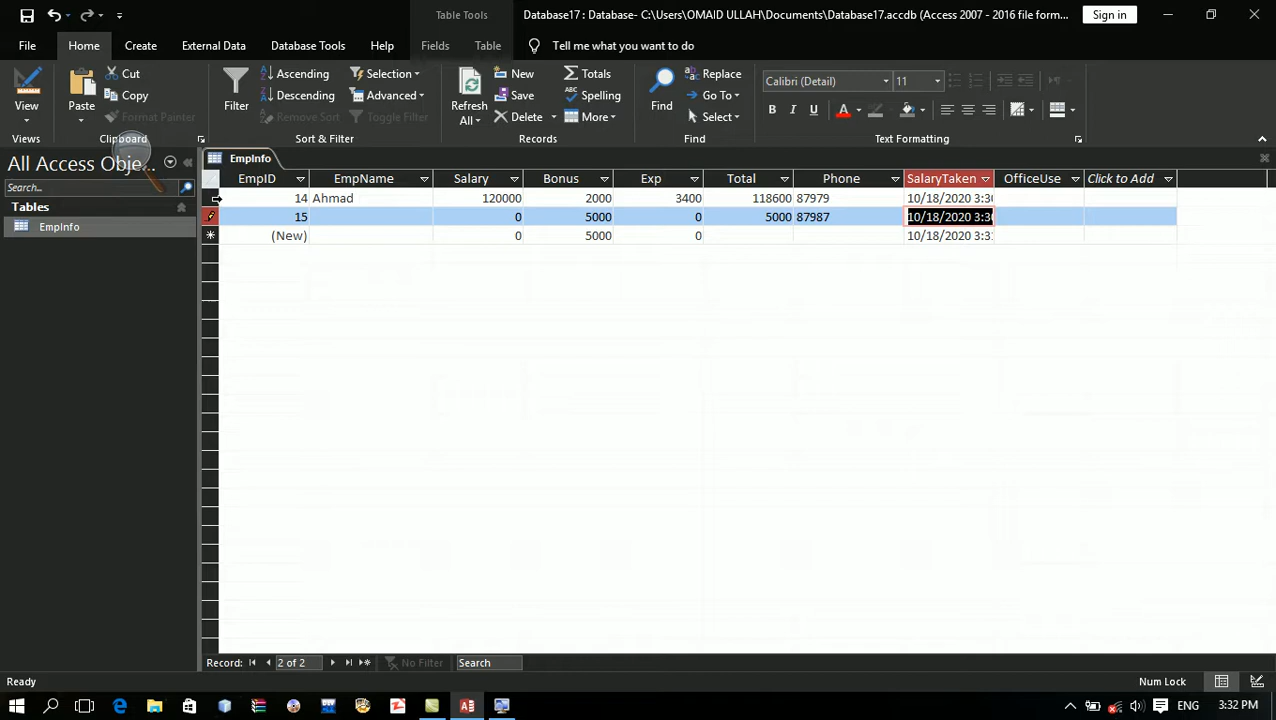 Table Tools
Database17 : Database- C:\Users\OMAID ULLAH\Documents\Database17.accdb (Access 2007 - 2016 file form...
Sign in
File Home Create External Data Database Tools Help Fields Table Tell me what you want to do
View
Views
Paste
Cut
Copy
Format Painter
Clipboard
Filter
Ascending
Descending
Remove Sort
Selection
Advanced
Toggle Filter
Sort & Filter
Refresh
All
New
Save
Delete
Totals
Spelling
More
Records
Find
Replace
Go To
Select
Find
Calibri (Detail) 11
B I U A
Text Formatting
All Access Obje...
Search...
Tables
EmpInfo
EmpInfo
EmpID EmpName Salary Bonus Exp Total Phone SalaryTaken OfficeUse Click to Add
14 Ahmad 120000 2000 3400 118600 87979 10/18/2020 3:30
15 0 5000 0 5000 87987 10/18/2020 3:30
(New) 0 5000 0 10/18/2020 3:31
Record: 2 of 2 No Filter Search
Ready
Num Lock
ENG 3:32 PM